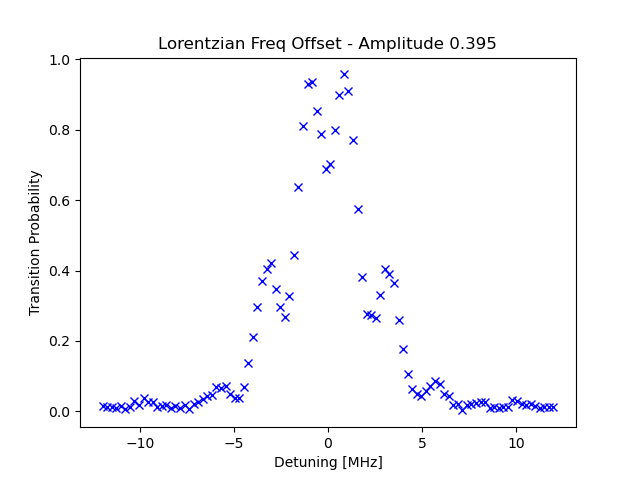 Lorentzian Freq Offset - Amplitude 0.395
1.0
0.8
0.6
0.4
0.2
0.0
Transition Probability
−10 −5 0 5 10
Detuning [MHz]